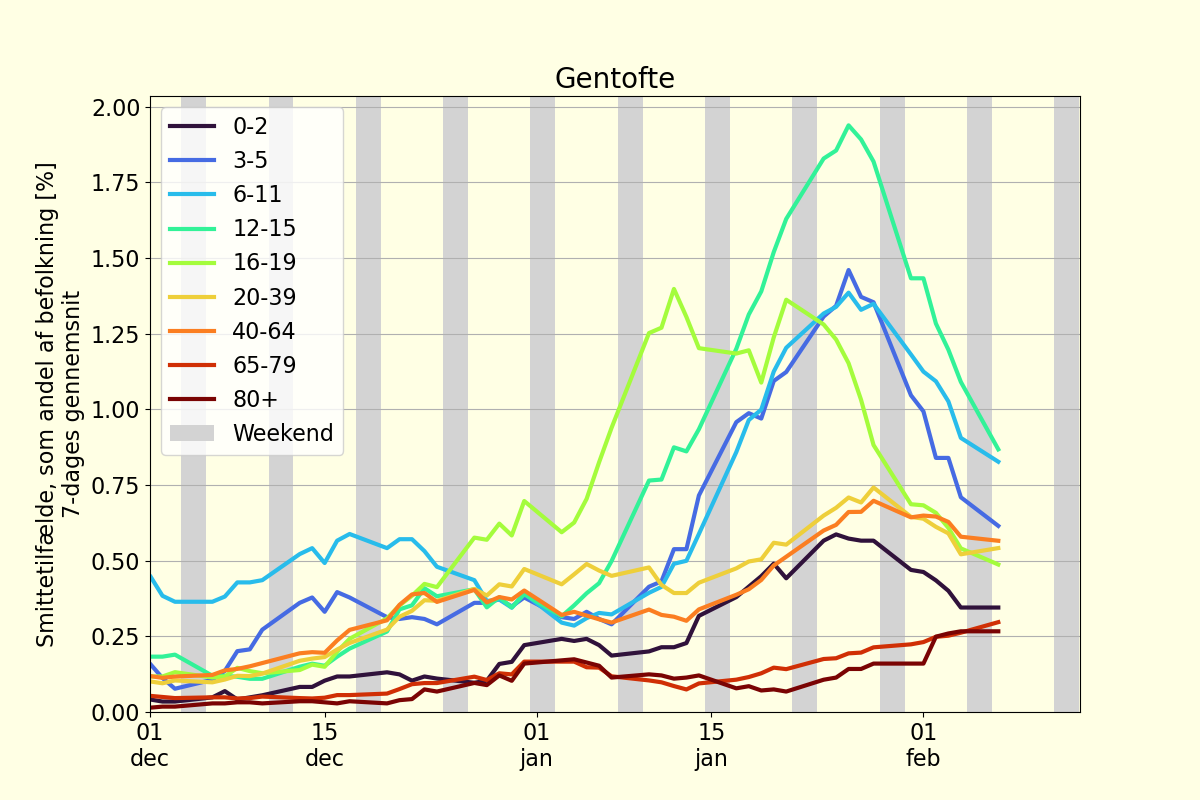 Gentofte
Smittetilfælde, som andel af befolkning [%]
7-dages gennemsnit
2.00
1.75
1.50
1.25
1.00
0.75
0.50
0.25
0.00
0-2
3-5
6-11
12-15
16-19
20-39
40-64
65-79
80+
Weekend
01
dec
15
dec
01
jan
15
jan
01
feb